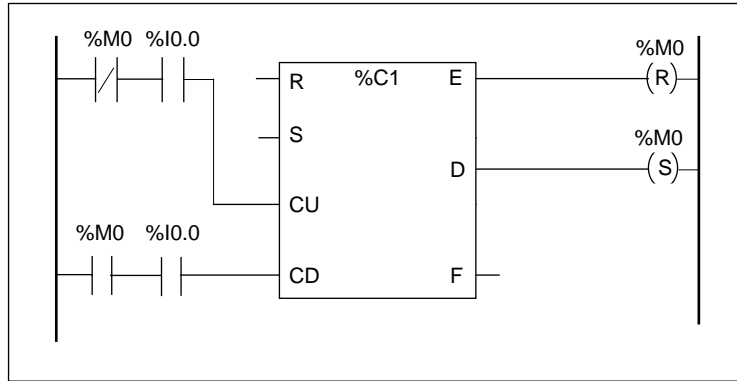 %M0 %I0.0 %M0
R %C1 E (R)
%M0
S
D (S)
CU
%M0 %I0.0
CD F